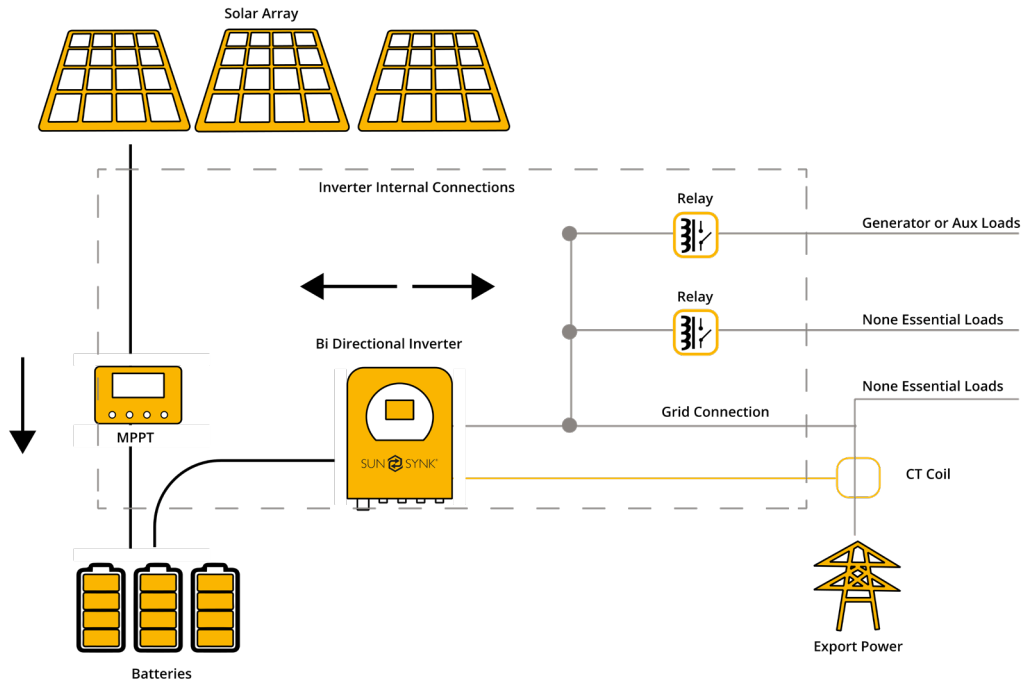 Solar Array
Inverter Internal Connections
Relay
Generator or Aux Loads
Relay
None Essential Loads
Bi Directional Inverter
None Essential Loads
Grid Connection
MPPT
SUN SYNK
CT Coil
Export Power
Batteries